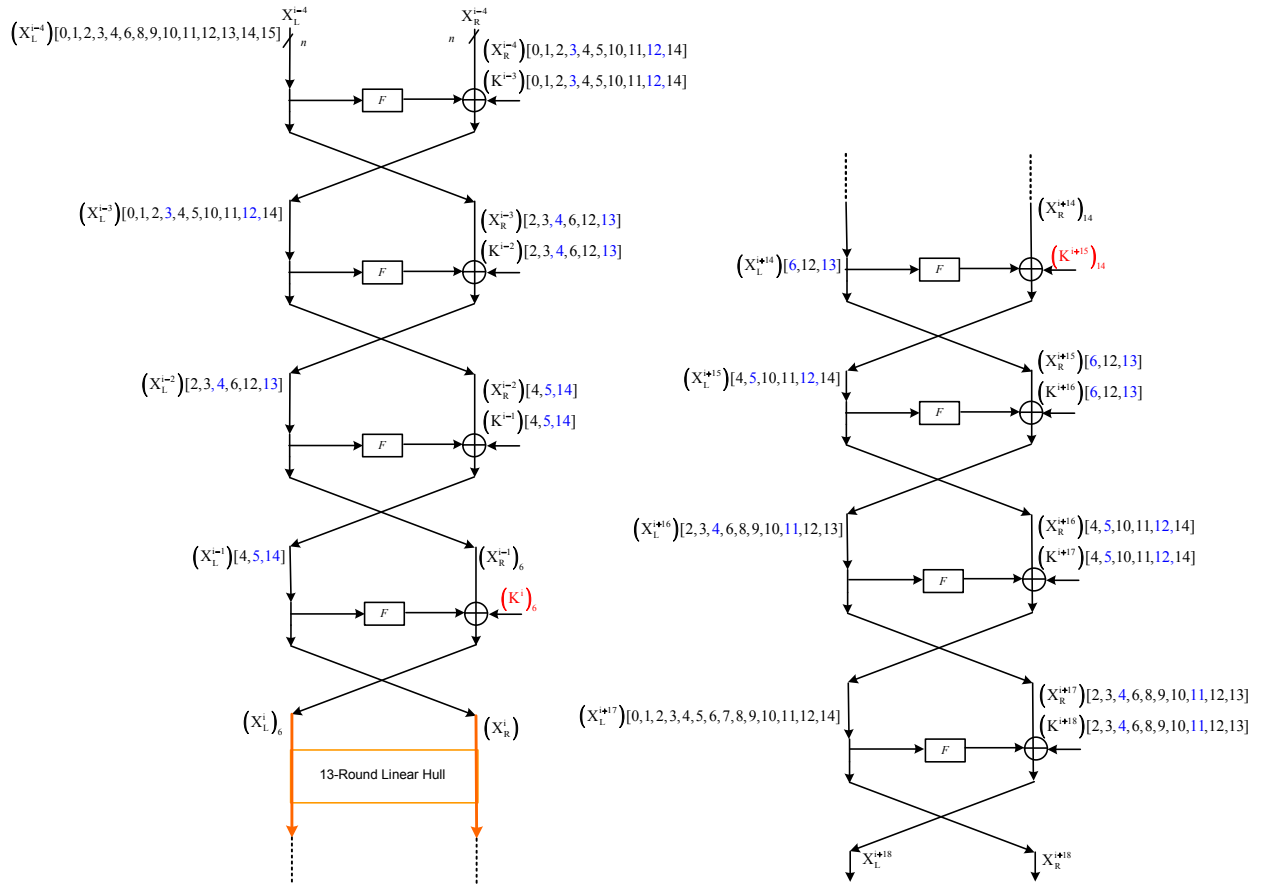 (X_L^{i-4})[0,1,2,3,4,6,8,9,10,11,12,13,14,15]
X_L^{i-4}
n
X_R^{i-4}
n
(X_R^{i-4})[0,1,2,3,4,5,10,11,12,14]
(K^{i-3})[0,1,2,3,4,5,10,11,12,14]
F
(X_L^{i-3})[0,1,2,3,4,5,10,11,12,14]
(X_R^{i-3})[2,3,4,6,12,13]
(K^{i-2})[2,3,4,6,12,13]
F
(X_L^{i-2})[2,3,4,6,12,13]
(X_R^{i-2})[4,5,14]
(K^{i-1})[4,5,14]
F
(X_L^{i-1})[4,5,14]
(X_R^{i-1})_6
(K^i)_6
F
(X_L^i)_6
(X_R^i)
13-Round Linear Hull
(X_R^{i+14})_{14}
(K^{i+15})_{14}
(X_L^{i+14})[6,12,13]
F
(X_L^{i+15})[4,5,10,11,12,14]
(X_R^{i+15})[6,12,13]
(K^{i+16})[6,12,13]
F
(X_L^{i+16})[2,3,4,6,8,9,10,11,12,13]
(X_R^{i+16})[4,5,10,11,12,14]
(K^{i+17})[4,5,10,11,12,14]
F
(X_L^{i+17})[0,1,2,3,4,5,6,7,8,9,10,11,12,14]
(X_R^{i+17})[2,3,4,6,8,9,10,11,12,13]
(K^{i+18})[2,3,4,6,8,9,10,11,12,13]
F
X_L^{i+18}
X_R^{i+18}